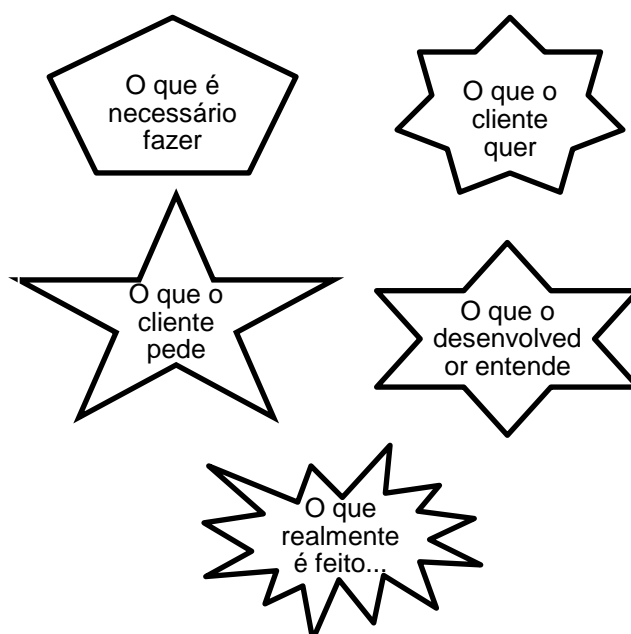 O que é
necessário
fazer
O que o
cliente
quer
O que o
cliente
pede
O que o
desenvolved
or entende
O que
realmente
é feito...